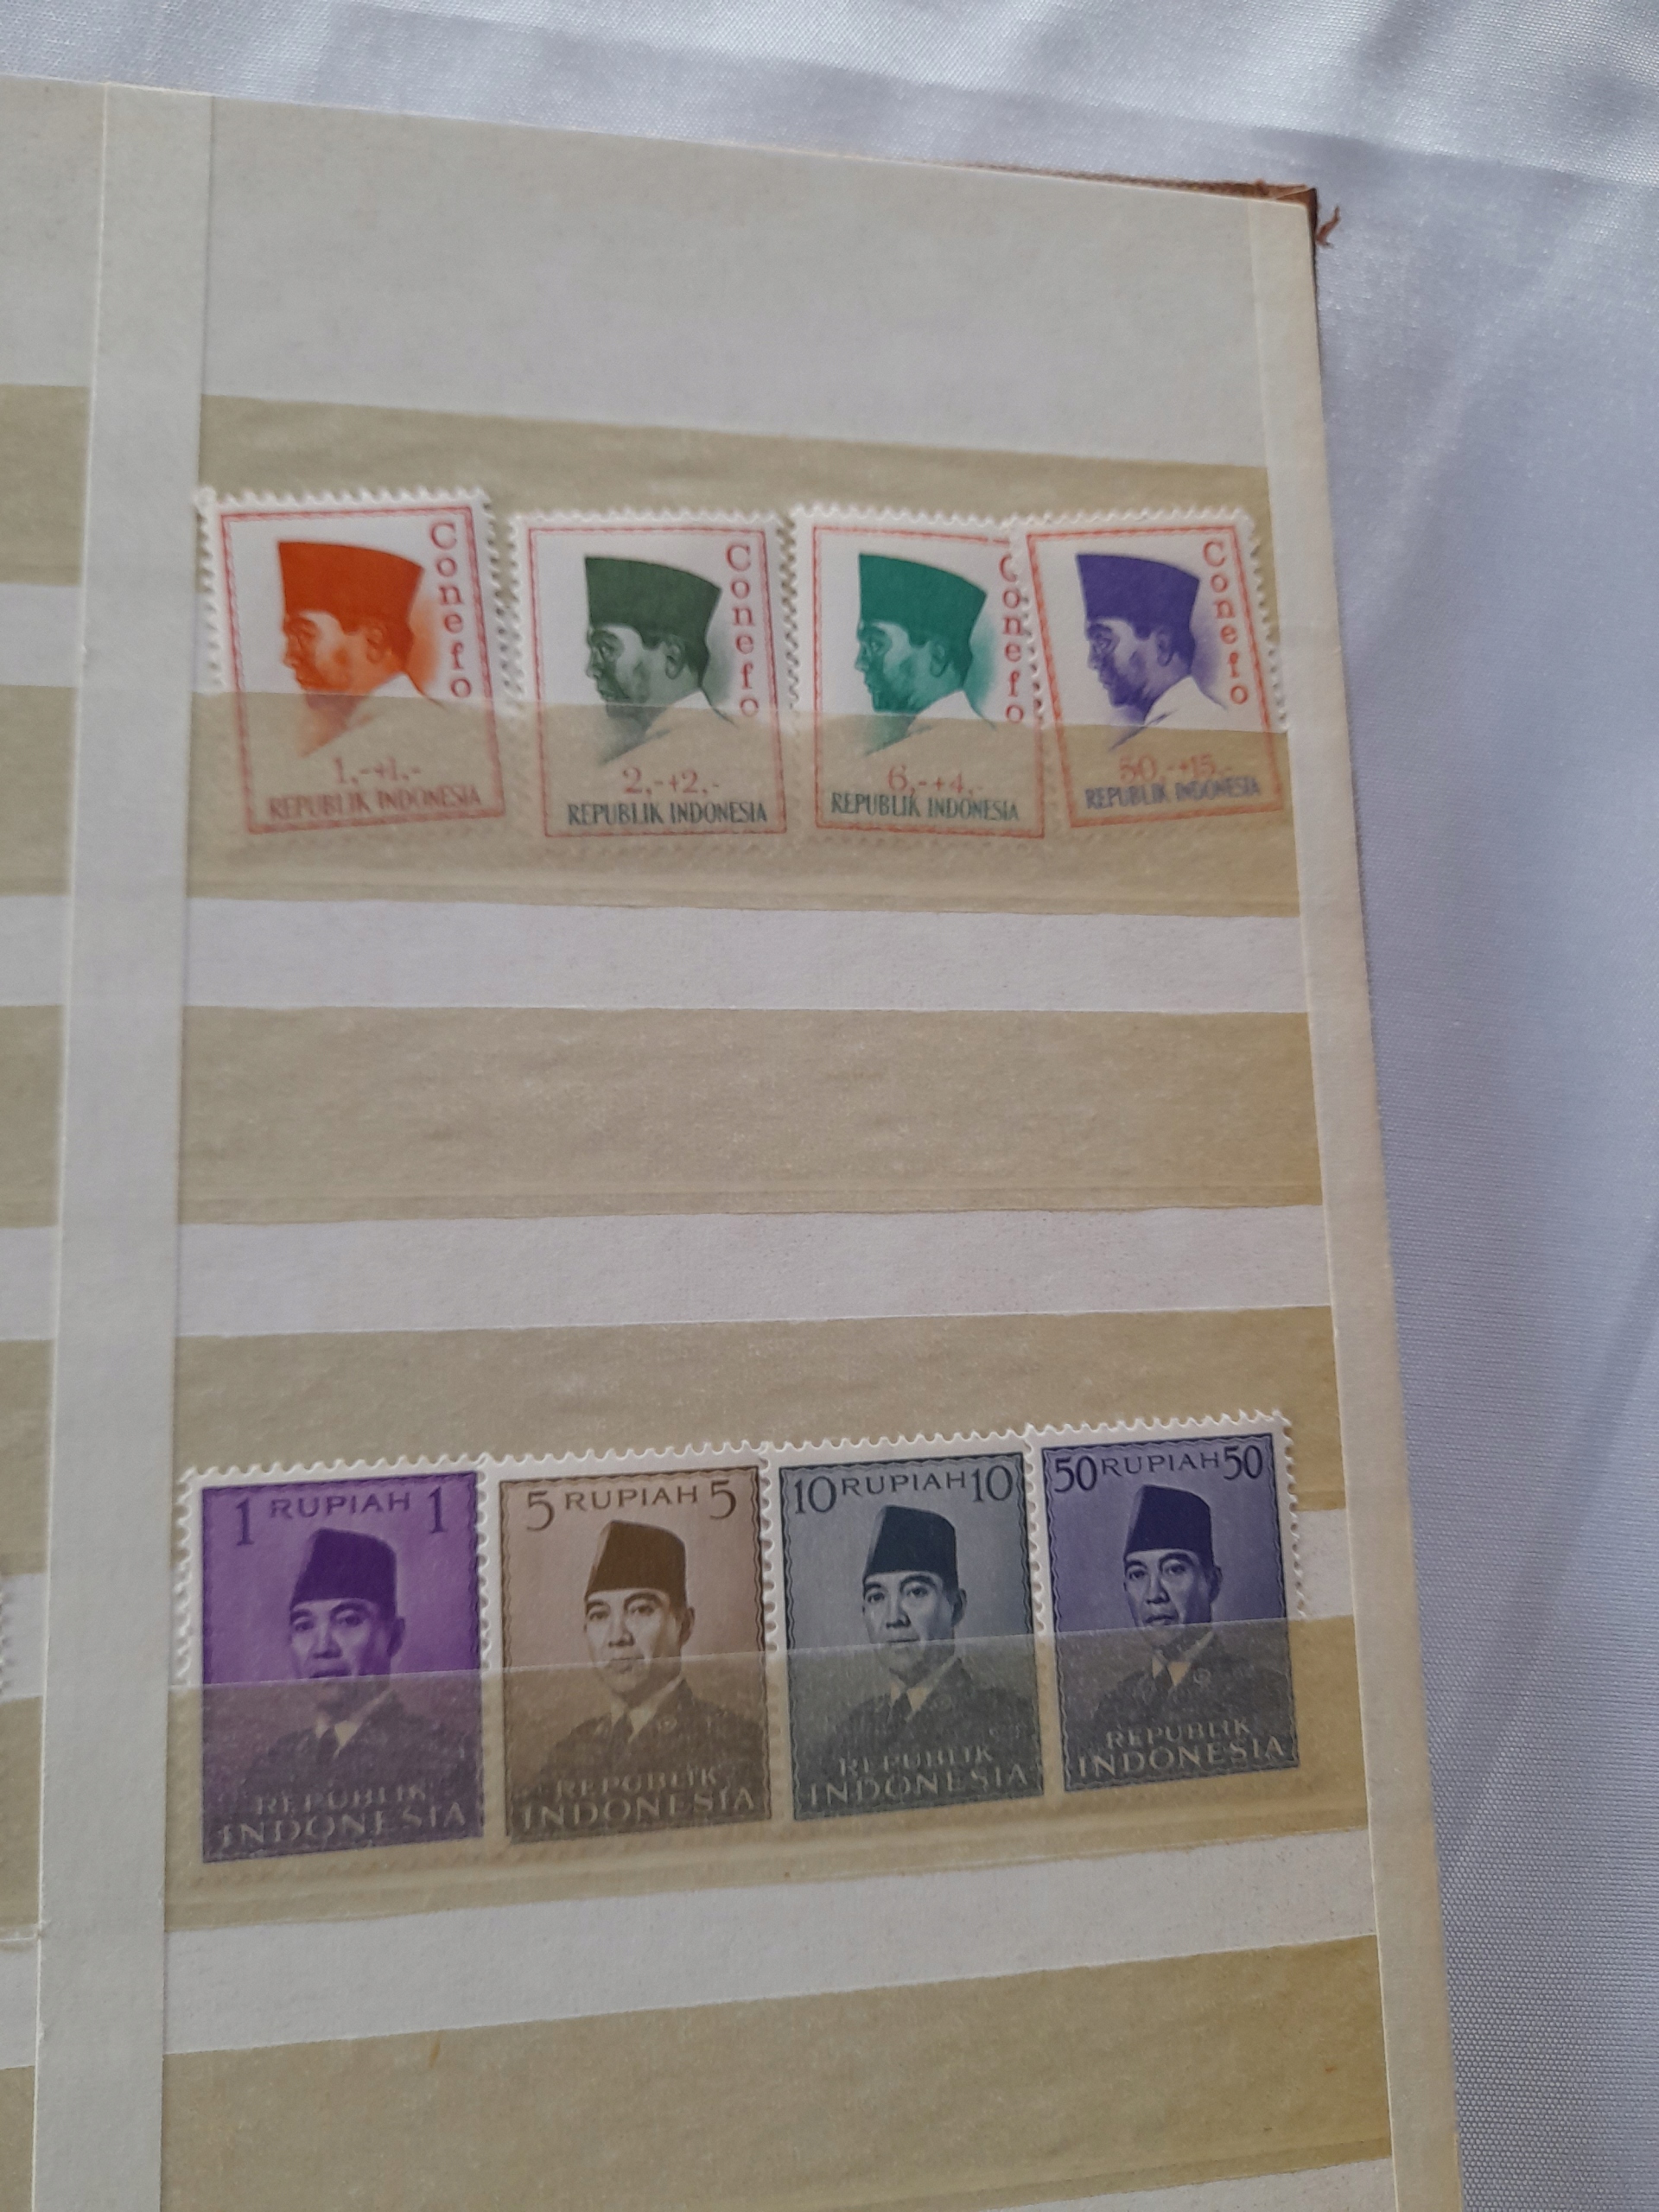 Conefo
1,-+1,-
REPUBLIK INDONESIA
Conefo
2,-+2,-
REPUBLIK INDONESIA
Conefo
6,-+4,-
REPUBLIK INDONESIA
Conefo
50,-+15,-
REPUBLIK INDONESIA
1 RUPIAH 1
REPUBLIK
INDONESIA
5 RUPIAH 5
REPUBLIK
INDONESIA
10 RUPIAH 10
REPUBLIK
INDONESIA
50 RUPIAH 50
REPUBLIK
INDONESIA